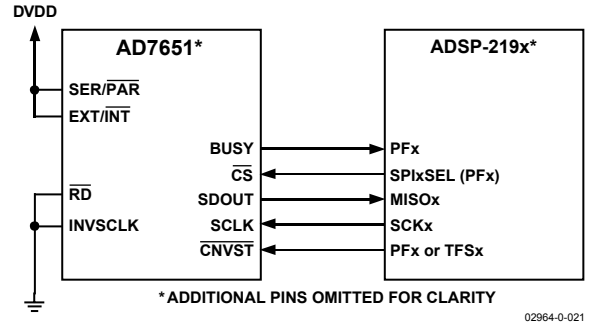 DVDD
AD7651*
ADSP-219x*
SER/PAR
EXT/INT
BUSY
PFx
CS
SPIxSEL (PFx)
RD
SDOUT
MISOx
INVSCLK
SCLK
SCKx
CNVST
PFx or TFSx
*ADDITIONAL PINS OMITTED FOR CLARITY
02964-0-021